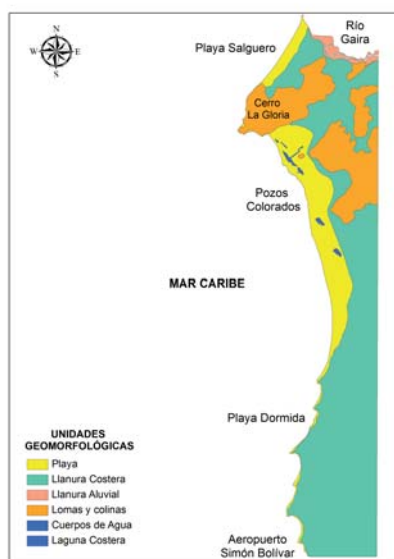 N
W
E
S
Playa Salguero
Río
Gaira
Cerro
La Gloria
Pozos
Colorados
MAR CARIBE
Playa Dormida
UNIDADES
GEOMORFOLÓGICAS
Playa
Llanura Costera
Llanura Aluvial
Lomas y colinas
Cuerpos de Agua
Laguna Costera
Aeropuerto
Simón Bolívar